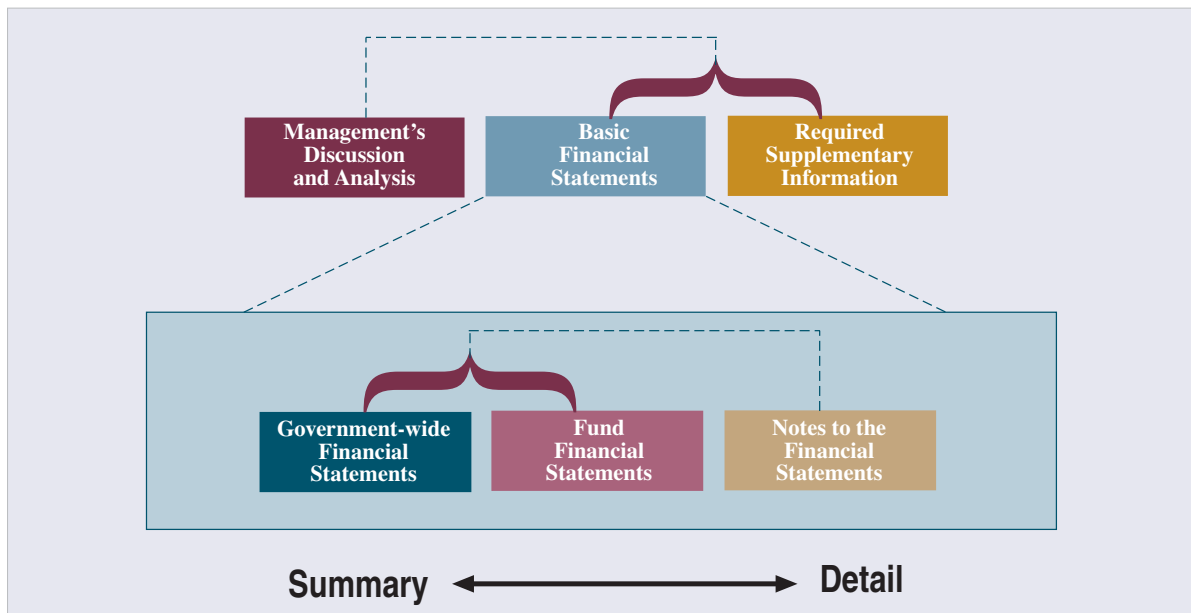 Management's
Discussion
and Analysis
Basic
Financial
Statements
Required
Supplementary
Information
Government-wide
Financial
Statements
Fund
Financial
Statements
Notes to the
Financial
Statements
Summary
Detail